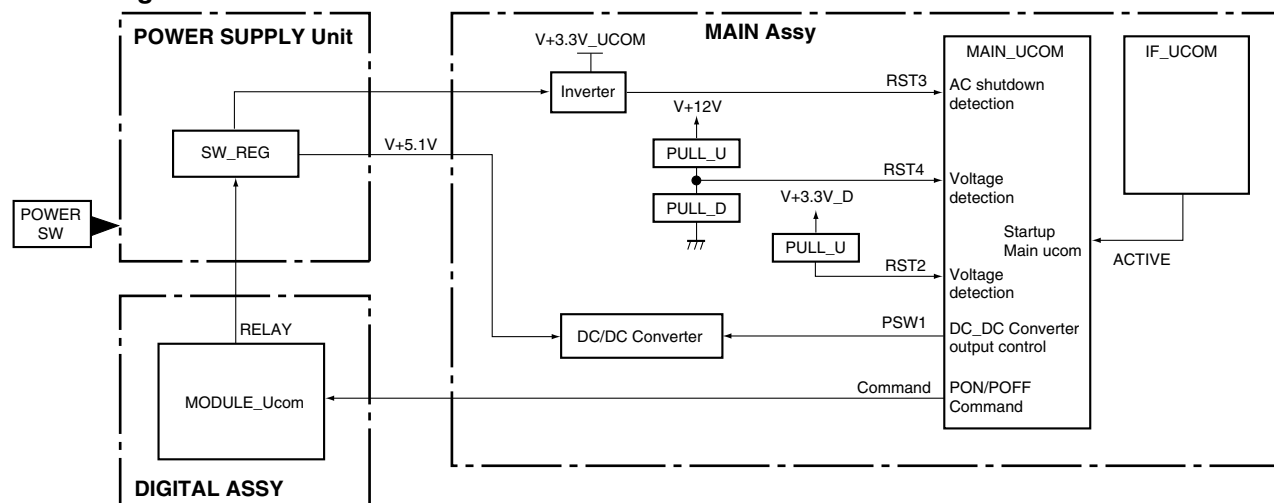 POWER SUPPLY Unit
SW_REG
V+5.1V
POWER
SW
RELAY
MODULE_Ucom
DIGITAL ASSY
MAIN Assy
V+3.3V_UCOM
Inverter
RST3
V+12V
PULL_U
RST4
PULL_D
V+3.3V_D
PULL_U
RST2
DC/DC Converter
PSW1
Command
MAIN_UCOM
AC shutdown
detection
Voltage
detection
Startup
Main ucom
Voltage
detection
DC_DC Converter
output control
PON/POFF
Command
IF_UCOM
ACTIVE